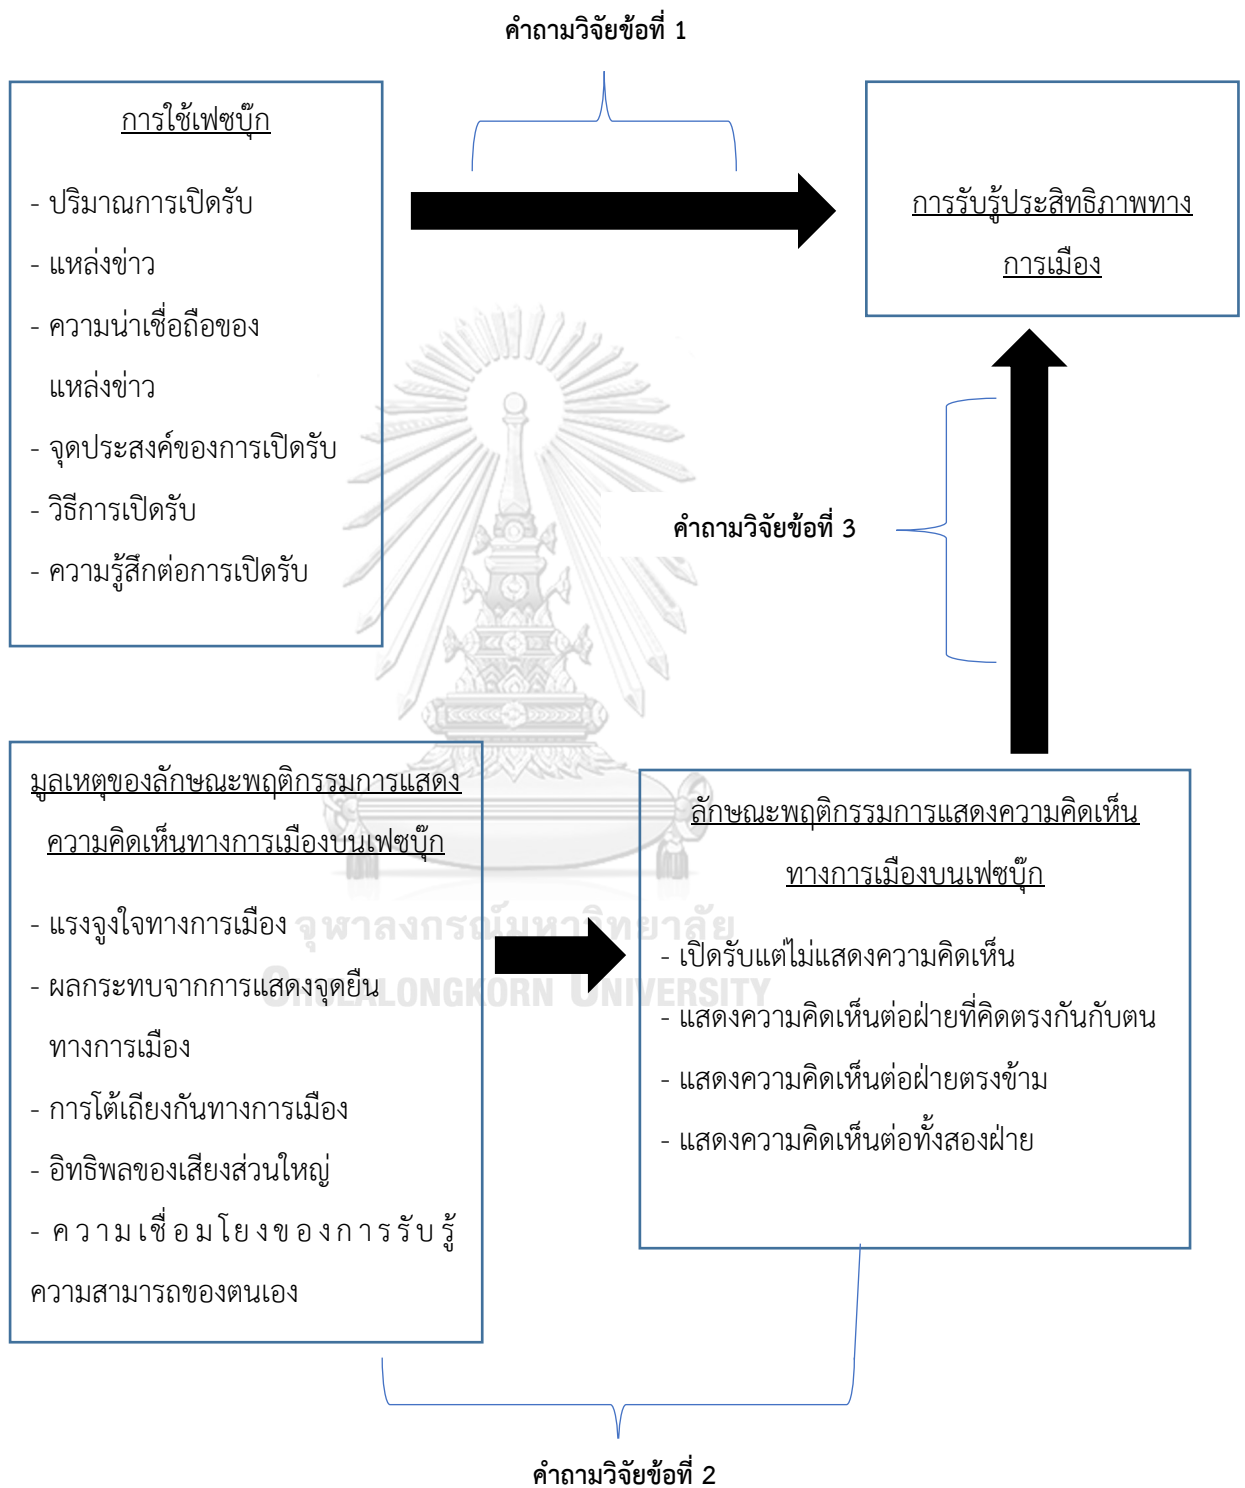 คำถามวิจัยข้อที่ 1
การใช้เฟซบุ๊ก
- ปริมาณการเปิดรับ
- แหล่งข่าว
- ความน่าเชื่อถือของ
แหล่งข่าว
- จุดประสงค์ของการเปิดรับ
- วิธีการเปิดรับ
- ความรู้สึกต่อการเปิดรับ
การรับรู้ประสิทธิภาพทาง
การเมือง
คำถามวิจัยข้อที่ 3
มูลเหตุของลักษณะพฤติกรรมการแสดง
ความคิดเห็นทางการเมืองบนเฟซบุ๊ก
- แรงจูงใจทางการเมือง
- ผลกระทบจากการแสดงจุดยืน
ทางการเมือง
- การโต้เถียงกันทางการเมือง
- อิทธิพลของเสียงส่วนใหญ่
- ความเชื่อมโยงของการรับรู้
ความสามารถของตนเอง
ลักษณะพฤติกรรมการแสดงความคิดเห็น
ทางการเมืองบนเฟซบุ๊ก
- เปิดรับแต่ไม่แสดงความคิดเห็น
- แสดงความคิดเห็นต่อฝ่ายที่คิดตรงกันกับตน
- แสดงความคิดเห็นต่อฝ่ายตรงข้าม
- แสดงความคิดเห็นต่อทั้งสองฝ่าย
จุฬาลงกรณ์มหาวิทยาลัย
CHULALONGKORN UNIVERSITY
คำถามวิจัยข้อที่ 2